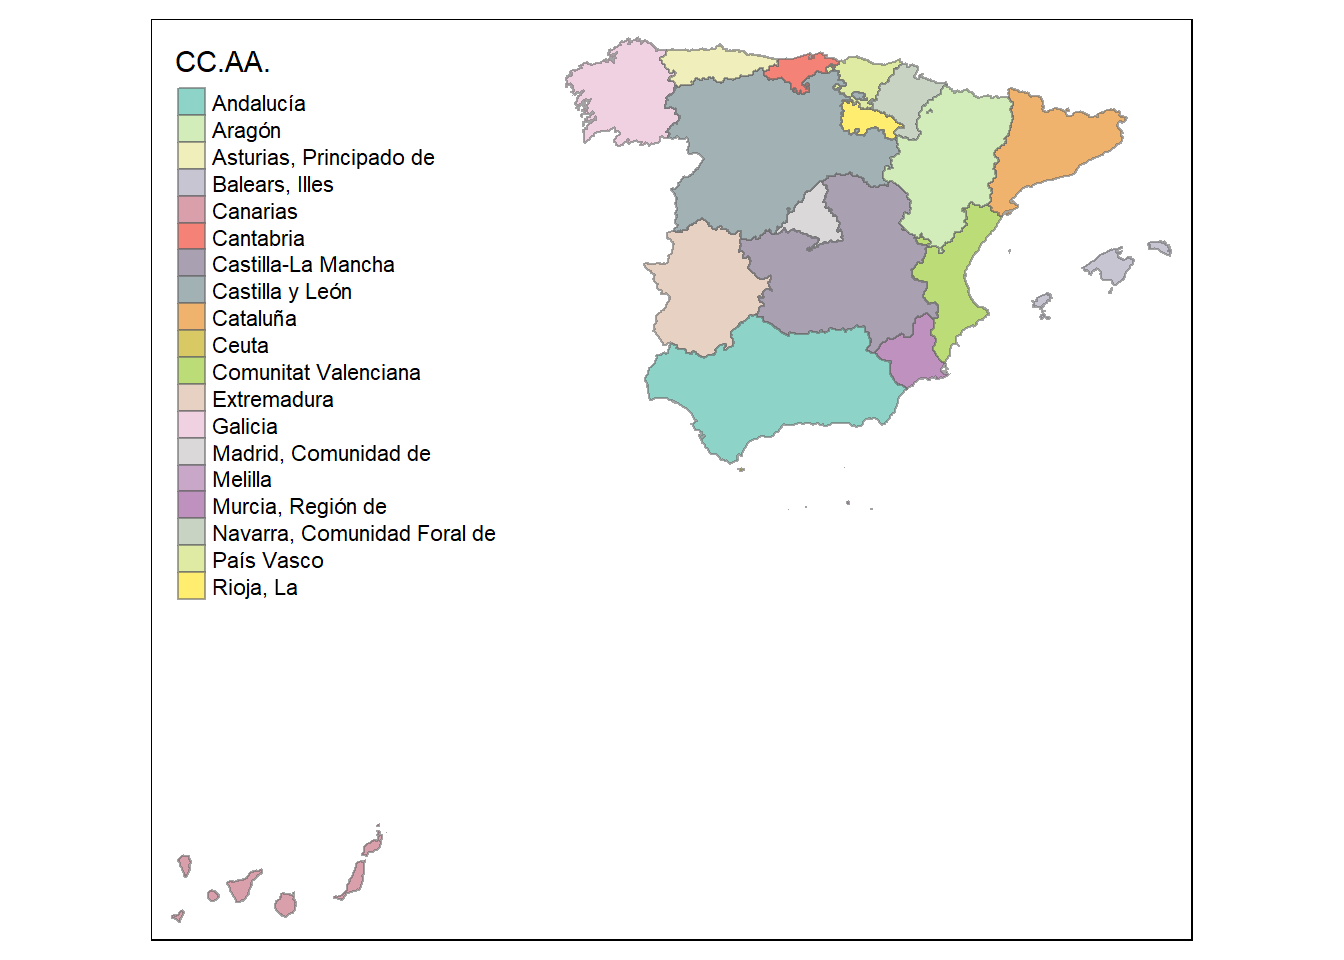 CC.AA.
Andalucía
Aragón
Asturias, Principado de
Balears, Illes
Canarias
Cantabria
Castilla-La Mancha
Castilla y León
Cataluña
Ceuta
Comunitat Valenciana
Extremadura
Galicia
Madrid, Comunidad de
Melilla
Murcia, Región de
Navarra, Comunidad Foral de
País Vasco
Rioja, La